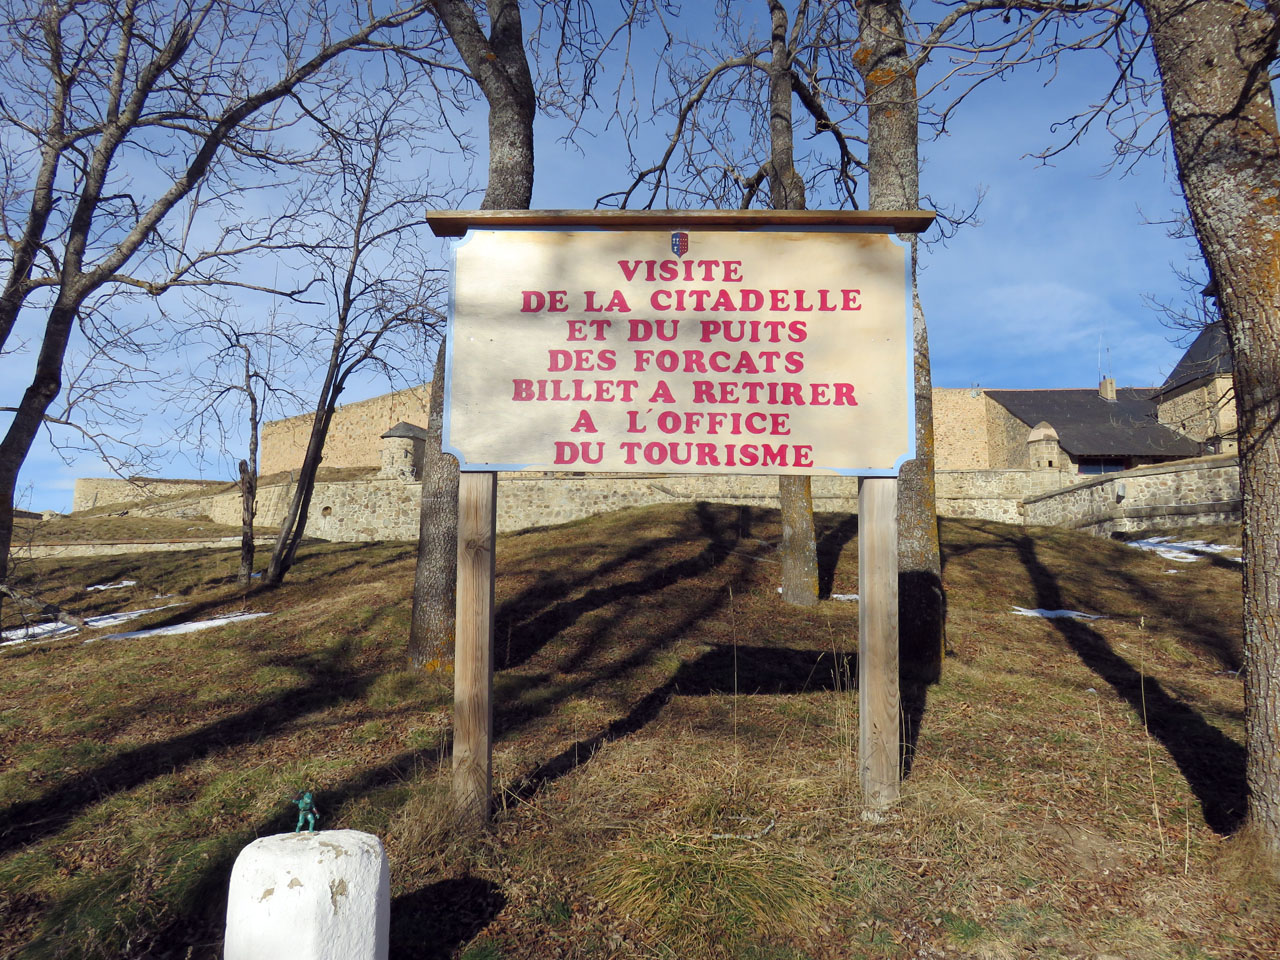 VISITE
DE LA CITADELLE
ET DU PUITS
DES FORCATS
BILLET A RETIRER
A L'OFFICE
DU TOURISME